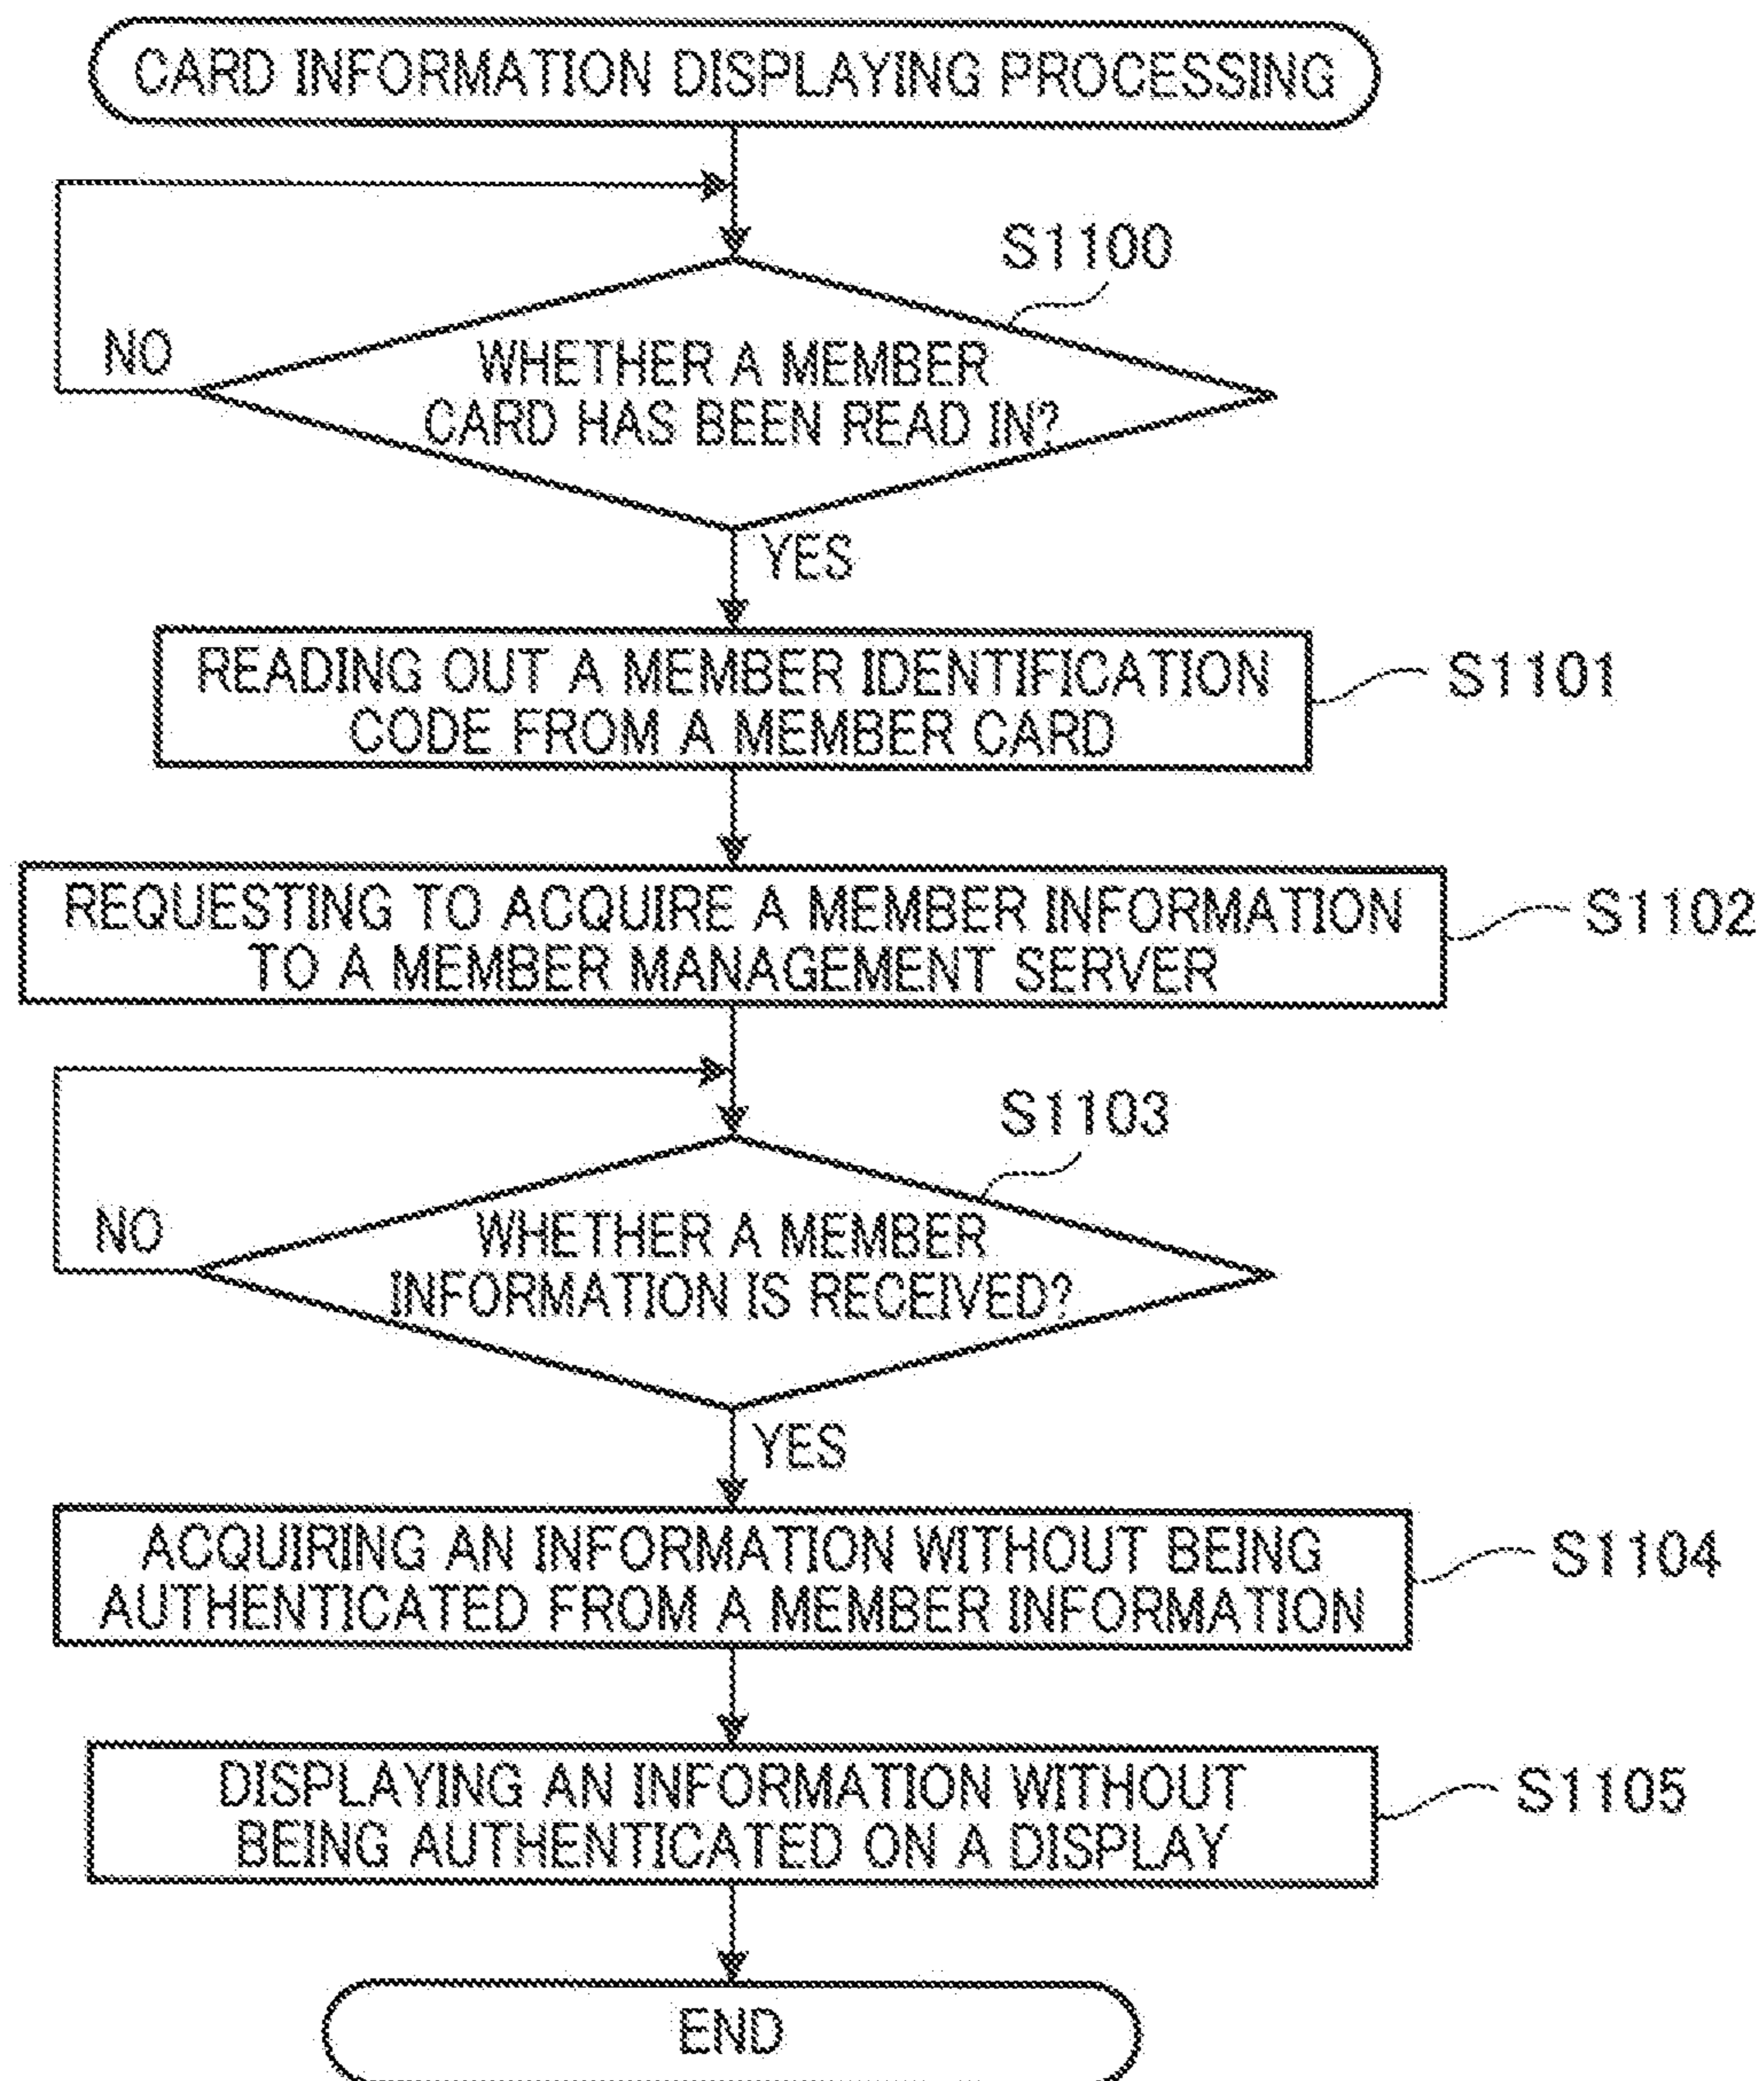 CARD INFORMATION DISPLAYING PROCESSING
S1100
NO
WHETHER A MEMBER
CARD HAS BEEN READ IN?
YES
READING OUT A MEMBER IDENTIFICATION
CODE FROM A MEMBER CARD
S1101
REQUESTING TO ACQUIRE A MEMBER INFORMATION
TO A MEMBER MANAGEMENT SERVER
S1102
S1103
NO
WHETHER A MEMBER
INFORMATION IS RECEIVED?
YES
ACQUIRING AN INFORMATION WITHOUT BEING
AUTHENTICATED FROM A MEMBER INFORMATION
S1104
DISPLAYING AN INFORMATION WITHOUT
BEING AUTHENTICATED ON A DISPLAY
S1105
END